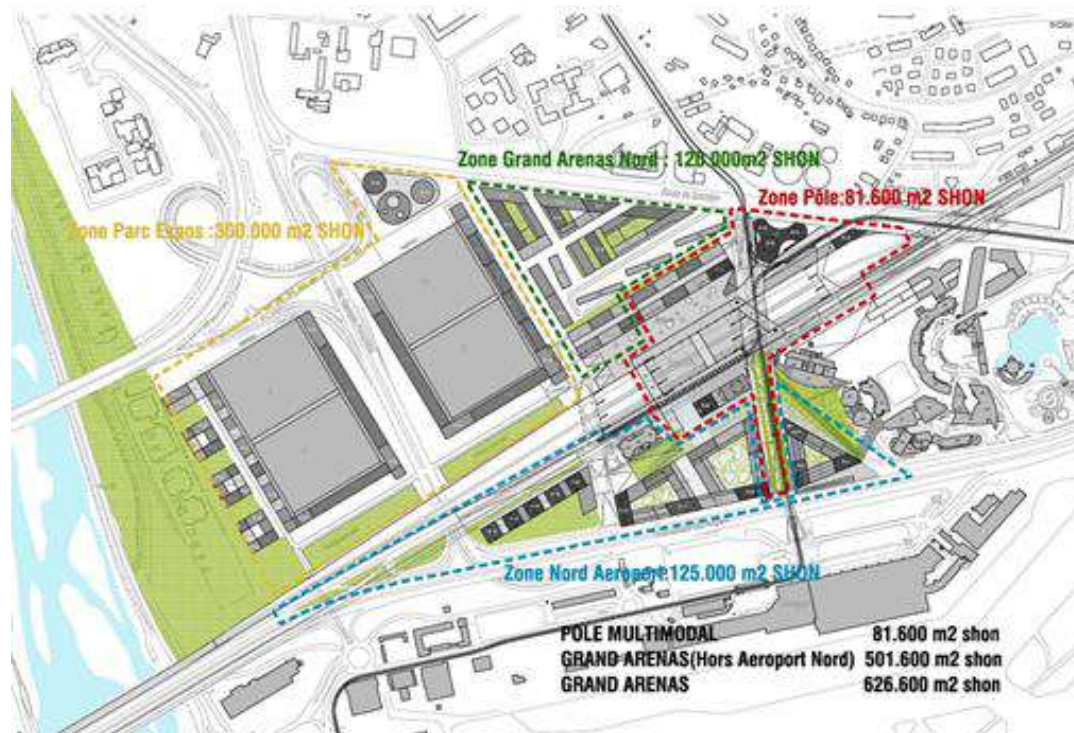 Zone Grand Arenas Nord : 120.000m2 SHON
Zone Pôle:81.600 m2 SHON
Zone Parc Expos :300.000 m2 SHON
Zone Nord Aeroport:125.000 m2 SHON
POLE MULTIMODAL 81.600 m2 shon
GRAND ARENAS(Hors Aeroport Nord) 501.600 m2 shon
GRAND ARENAS 626.600 m2 shon